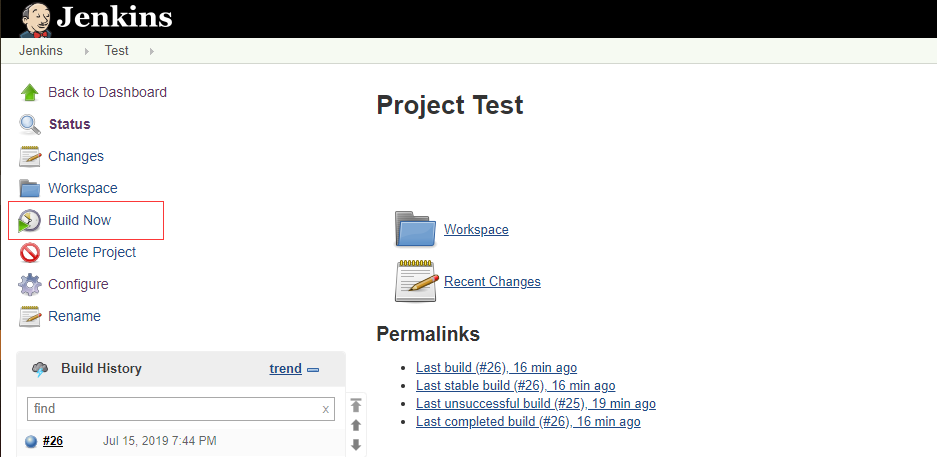 Jenkins
Jenkins Test
Back to Dashboard
Status
Changes
Workspace
Build Now
Delete Project
Configure
Rename
Build History trend
find x
#26 Jul 15, 2019 7:44 PM
Project Test
Workspace
Recent Changes
Permalinks
Last build (#26), 16 min ago
Last stable build (#26), 16 min ago
Last unsuccessful build (#25), 19 min ago
Last completed build (#26), 16 min ago